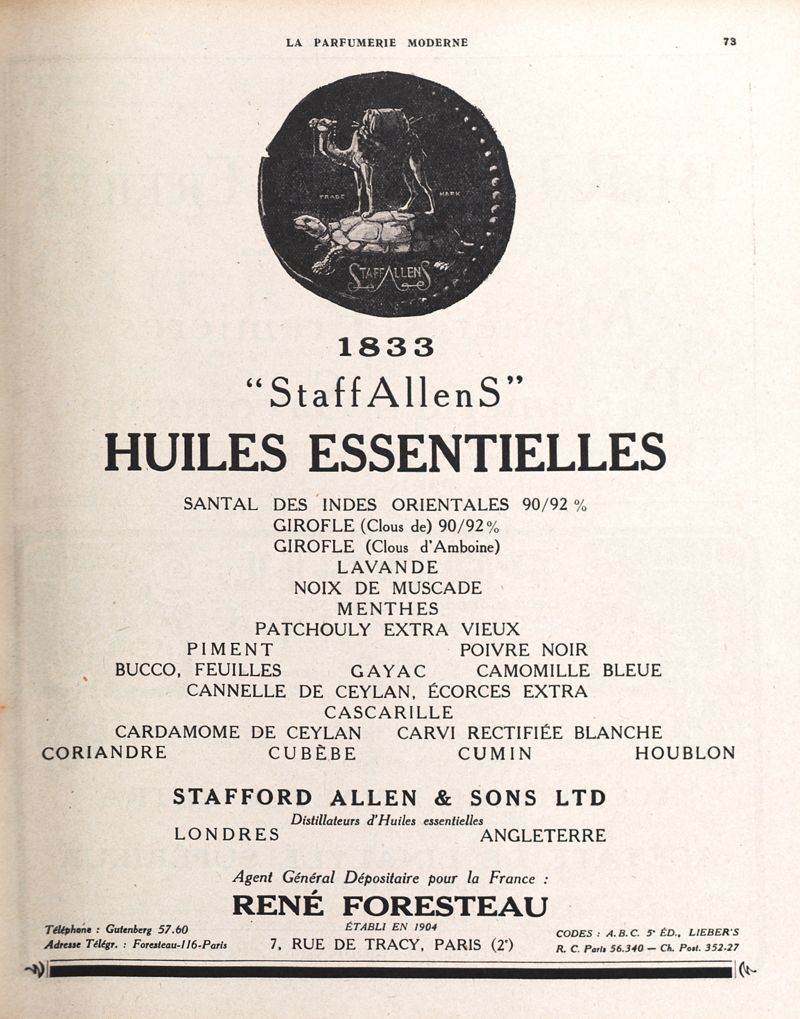 LA PARFUMERIE MODERNE 73
TRADE MARK
STAFFALLENS
1833
"StaffAllenS"
HUILES ESSENTIELLES
SANTAL DES INDES ORIENTALES 90/92 %
GIROFLE (Clous de) 90/92 %
GIROFLE (Clous d'Amboine)
LAVANDE
NOIX DE MUSCADE
MENTHES
PATCHOULY EXTRA VIEUX
PIMENT POIVRE NOIR
BUCCO, FEUILLES GAYAC CAMOMILLE BLEUE
CANNELLE DE CEYLAN, ÉCORCES EXTRA
CASCARILLE
CARDAMOME DE CEYLAN CARVI RECTIFIÉE BLANCHE
CORIANDRE CUBÈBE CUMIN HOUBLON
STAFFORD ALLEN & SONS LTD
Distillateurs d'Huiles essentielles
LONDRES ANGLETERRE
Agent Général Dépositaire pour la France :
RENÉ FORESTEAU
ÉTABLI EN 1904
Téléphone : Gutenberg 57.60
Adresse Télégr. : Foresteau-116-Paris
7, RUE DE TRACY, PARIS (2°)
CODES : A.B.C. 5° ÉD., LIEBER'S
R. C. Paris 56.340 — Ch. Post. 352-27